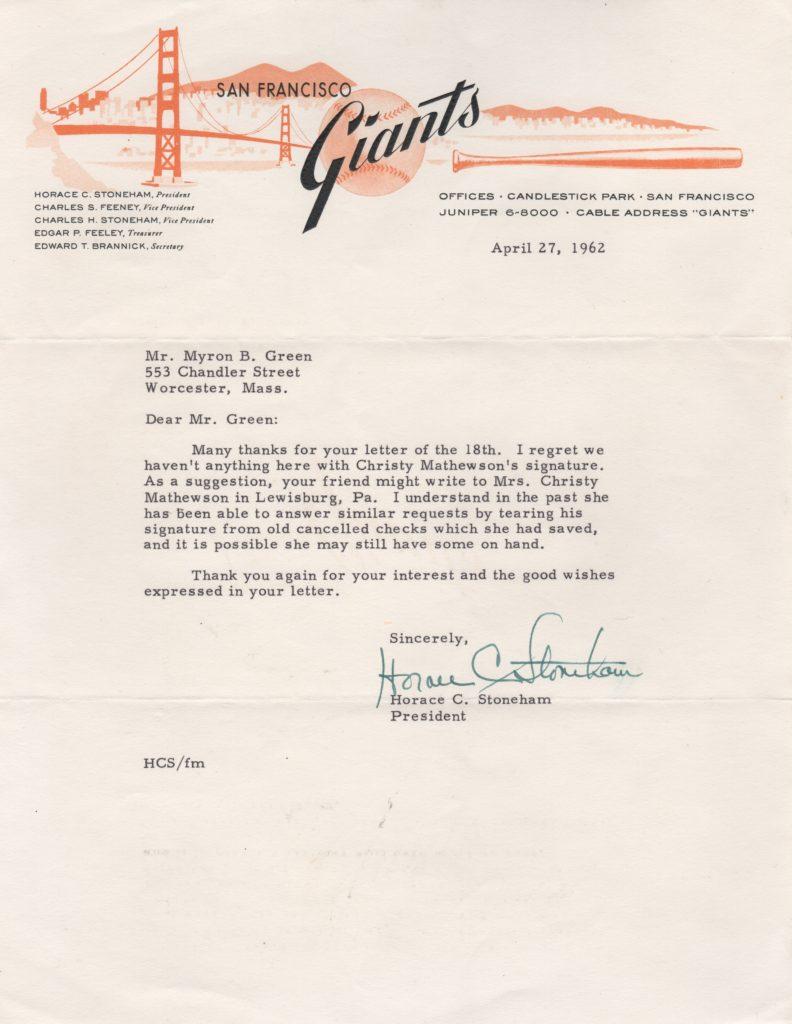 SAN FRANCISCO
Giants
HORACE C. STONEHAM, President
CHARLES S. FEENEY, Vice President
CHARLES H. STONEHAM, Vice President
EDGAR P. FEELEY, Treasurer
EDWARD T. BRANNICK, Secretary
OFFICES · CANDLESTICK PARK · SAN FRANCISCO
JUNIPER 6-8000 · CABLE ADDRESS "GIANTS"
April 27, 1962
Mr. Myron B. Green
553 Chandler Street
Worcester, Mass.
Dear Mr. Green:
Many thanks for your letter of the 18th. I regret we
haven't anything here with Christy Mathewson's signature.
As a suggestion, your friend might write to Mrs. Christy
Mathewson in Lewisburg, Pa. I understand in the past she
has been able to answer similar requests by tearing his
signature from old cancelled checks which she had saved,
and it is possible she may still have some on hand.
Thank you again for your interest and the good wishes
expressed in your letter.
Sincerely,
Horace C. Stoneham
Horace C. Stoneham
President
HCS/fm